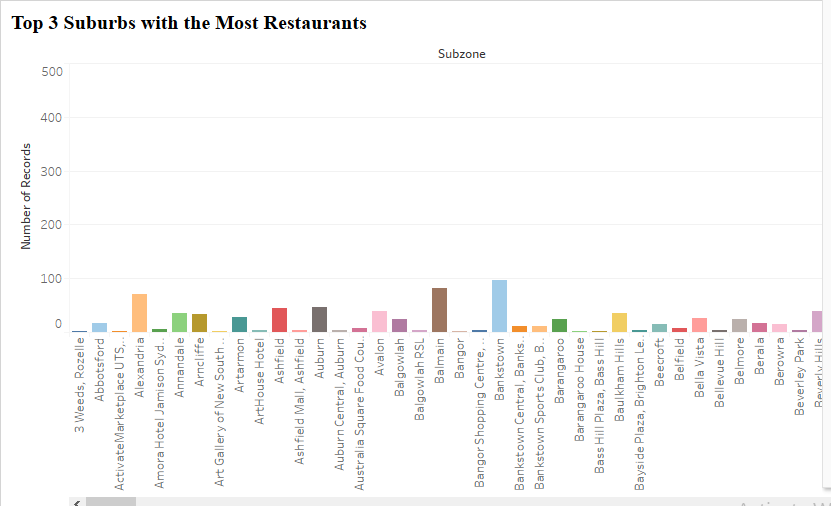 Top 3 Suburbs with the Most Restaurants
Subzone
Number of Records
500
400
300
200
100
0
3 Weeds, Rozelle
Abbotsford
ActivateMarketplace UTS,...
Alexandria
Amora Hotel Jamison Syd...
Annandale
Arncliffe
Art Gallery of New South ...
Artarmon
ArtHouse Hotel
Ashfield
Ashfield Mall, Ashfield
Auburn
Auburn Central, Auburn
Australia Square Food Cou...
Avalon
Balgowlah
Balgowlah RSL
Balmain
Bangor
Bangor Shopping Centre, ...
Bankstown
Bankstown Central, Banks...
Bankstown Sports Club, B...
Barangaroo
Barangaroo House
Bass Hill Plaza, Bass Hill
Baulkham Hills
Bayside Plaza, Brighton Le...
Beecroft
Belfield
Bella Vista
Bellevue Hill
Belmore
Berala
Berowra
Beverley Park
Beverly Hills